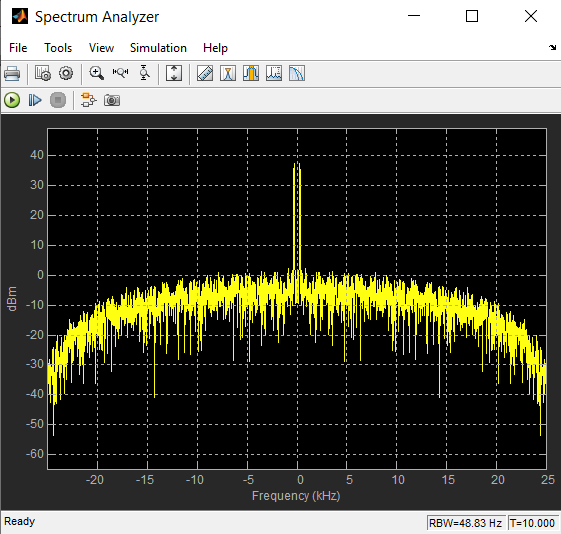 Spectrum Analyzer
File Tools View Simulation Help
40
30
20
10
0
-10
-20
-30
-40
-50
-60
dBm
-20 -15 -10 -5 0 5 10 15 20 25
Frequency (kHz)
Ready RBW=48.83 Hz T=10.000